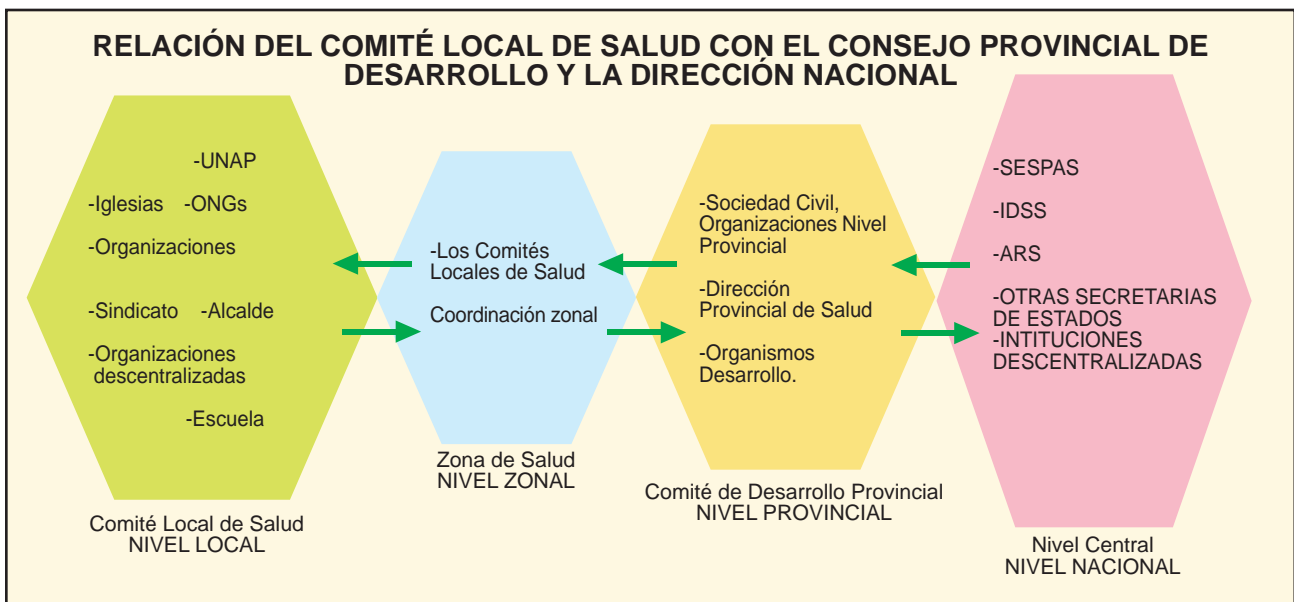 RELACIÓN DEL COMITÉ LOCAL DE SALUD CON EL CONSEJO PROVINCIAL DE
DESARROLLO Y LA DIRECCIÓN NACIONAL
-UNAP
-Iglesias -ONGs
-Organizaciones
-Sindicato -Alcalde
-Organizaciones
descentralizadas
-Escuela
Comité Local de Salud
NIVEL LOCAL
-Los Comités
Locales de Salud
Coordinación zonal
Zona de Salud
NIVEL ZONAL
-Sociedad Civil,
Organizaciones Nivel
Provincial
-Dirección
Provincial de Salud
-Organismos
Desarrollo.
Comité de Desarrollo Provincial
NIVEL PROVINCIAL
-SESPAS
-IDSS
-ARS
-OTRAS SECRETARIAS
DE ESTADOS
-INTITUCIONES
DESCENTRALIZADAS
Nivel Central
NIVEL NACIONAL